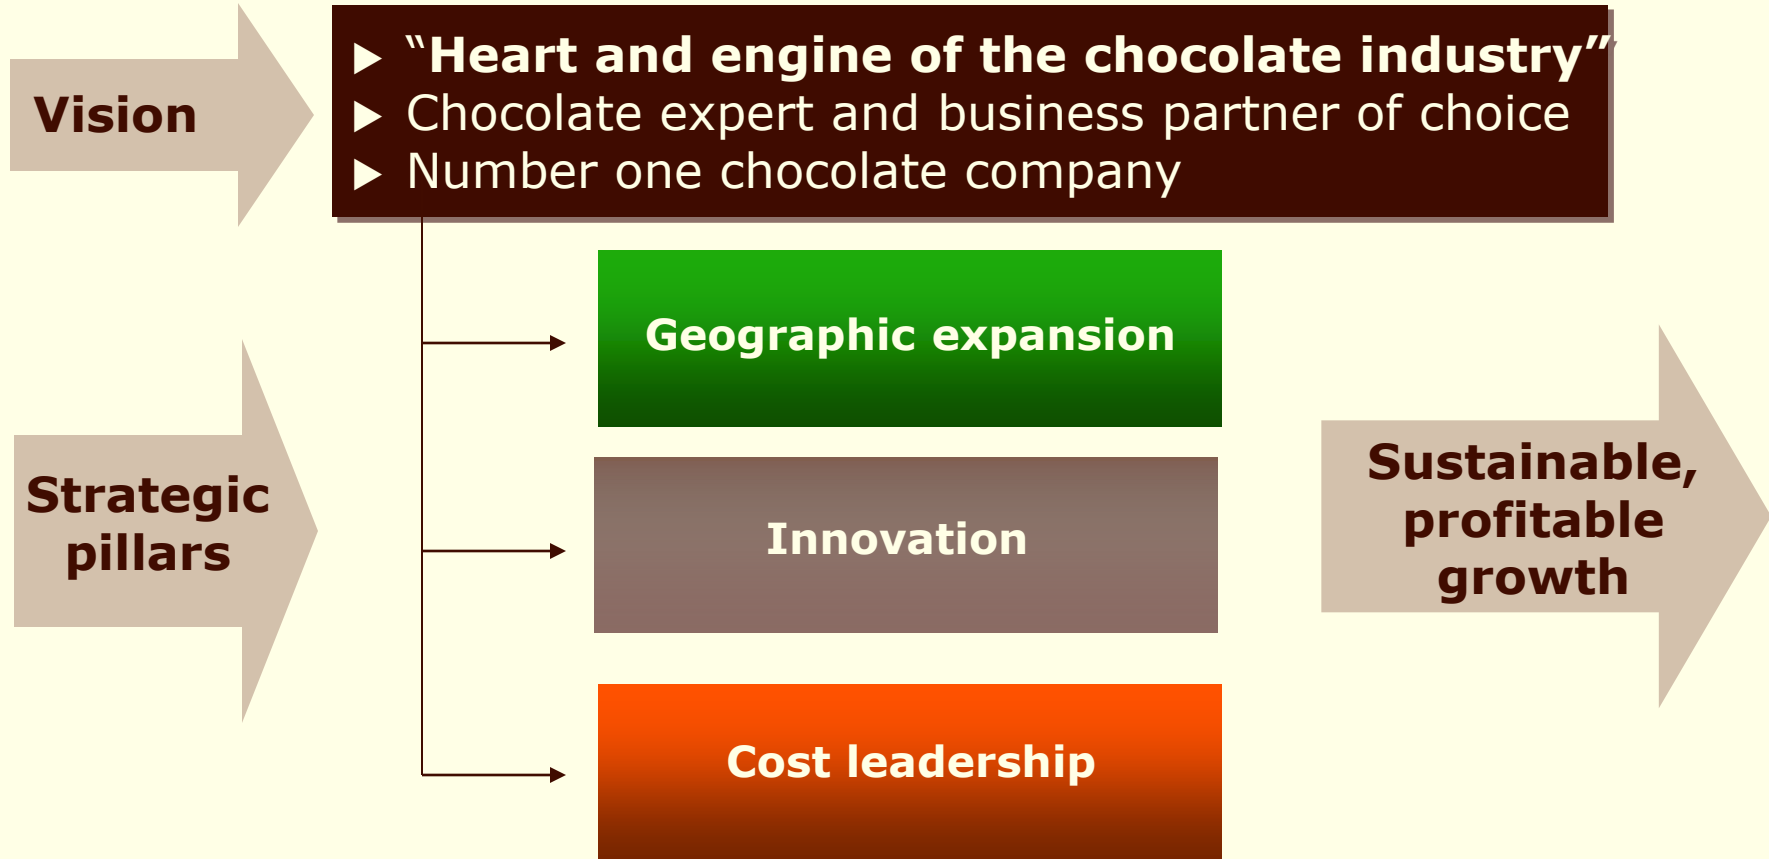 Vision
▶ “Heart and engine of the chocolate industry”
▶ Chocolate expert and business partner of choice
▶ Number one chocolate company
Geographic expansion
Strategic
pillars
Innovation
Cost leadership
Sustainable,
profitable
growth